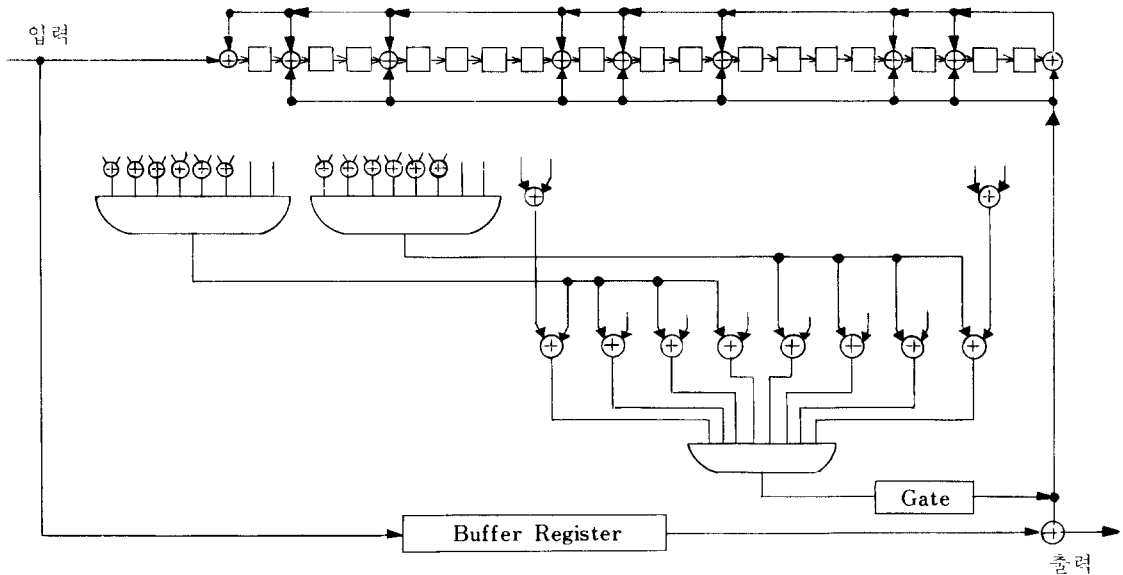 입력
Gate
Buffer Register
출력